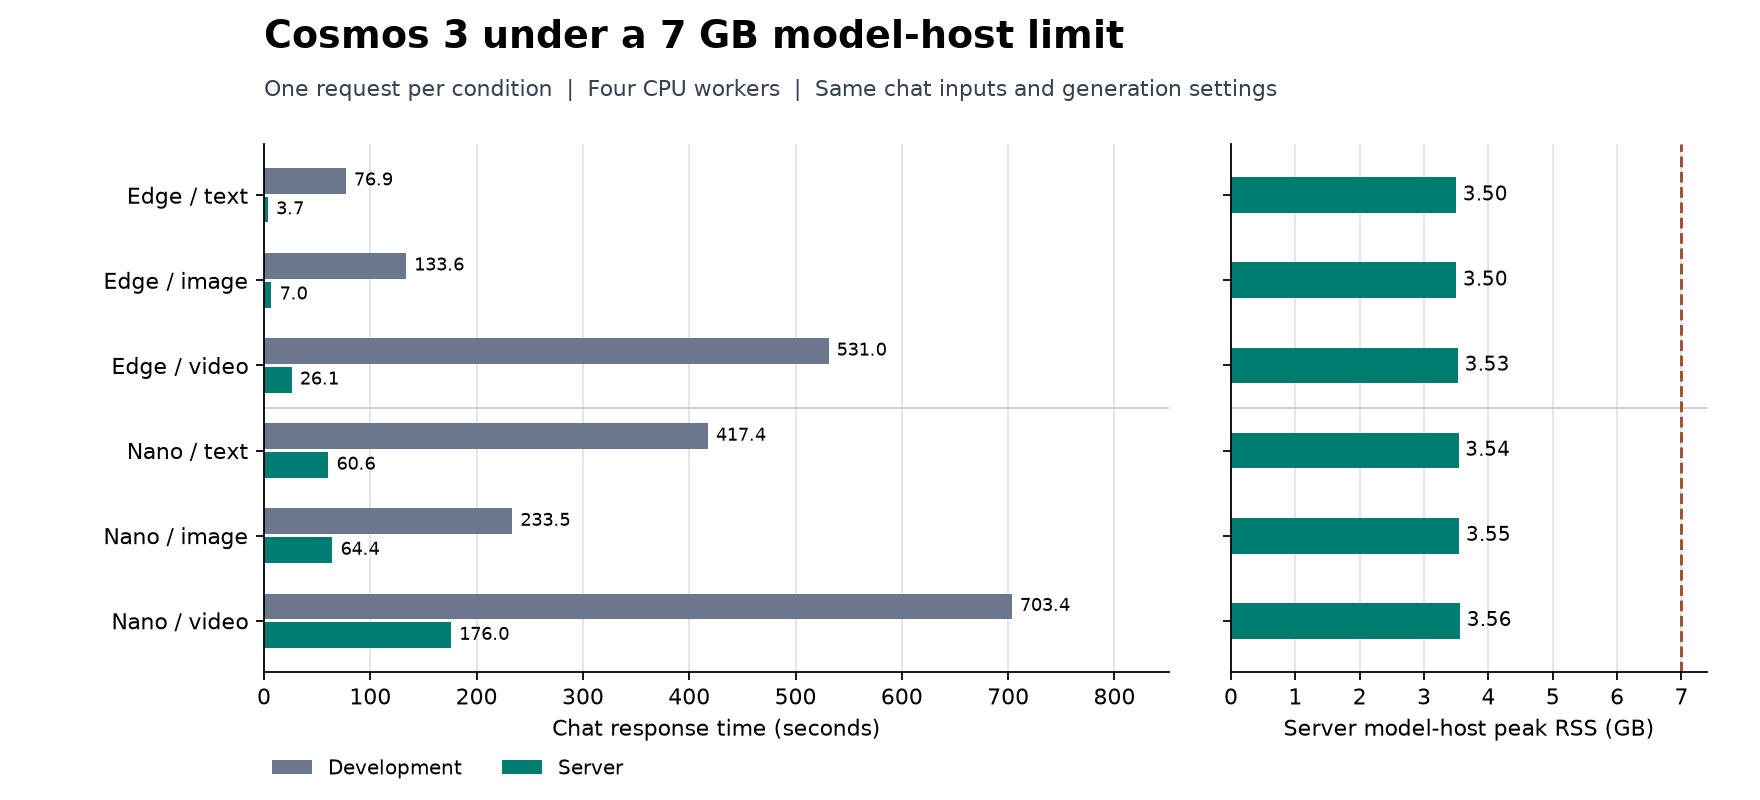 Cosmos 3 under a 7 GB model-host limit
One request per condition | Four CPU workers | Same chat inputs and generation settings
Edge / text
76.9
3.7
3.50
Edge / image
133.6
7.0
3.50
Edge / video
531.0
26.1
3.53
Nano / text
417.4
60.6
3.54
Nano / image
233.5
64.4
3.55
Nano / video
703.4
176.0
3.56
0 100 200 300 400 500 600 700 800
0 1 2 3 4 5 6 7
Chat response time (seconds)
Server model-host peak RSS (GB)
Development
Server